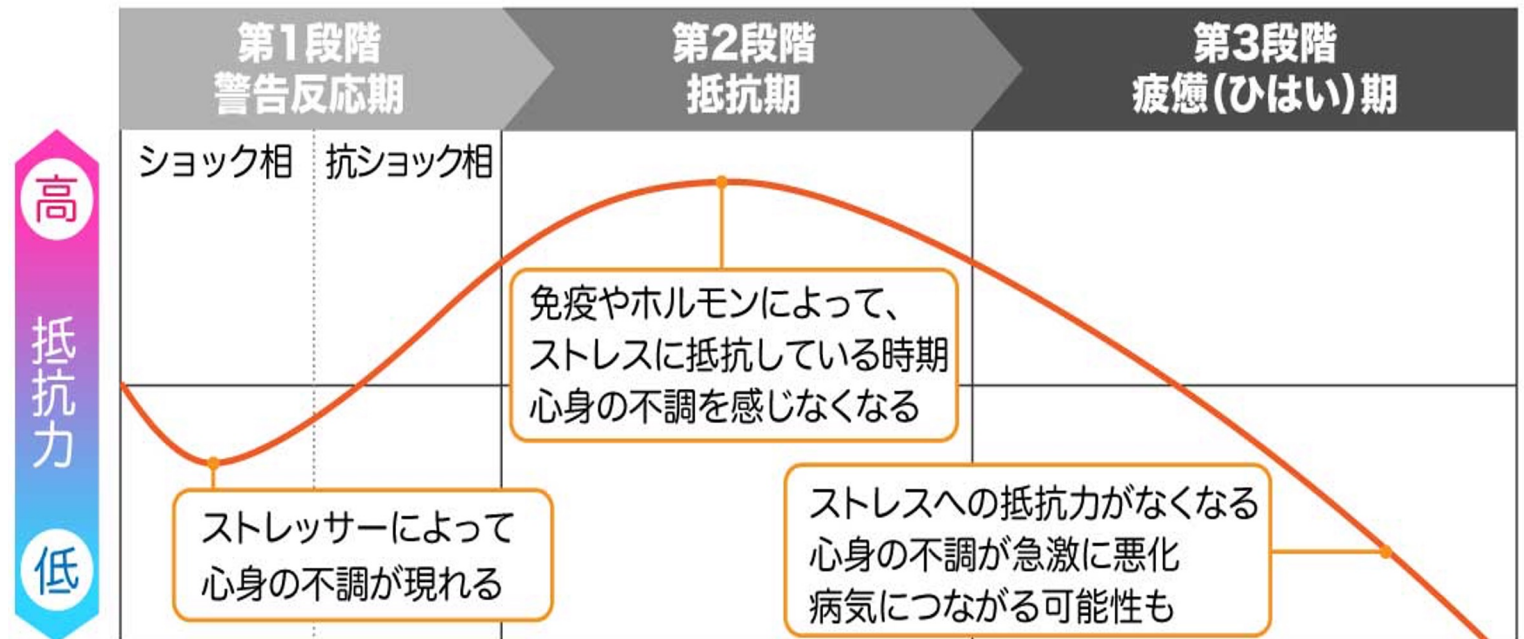 第1段階
警告反応期
第2段階
抵抗期
第3段階
疲憊(ひはい)期
ショック相
抗ショック相
高
抵抗力
低
免疫やホルモンによって、
ストレスに抵抗している時期
心身の不調を感じなくなる
ストレッサーによって
心身の不調が現れる
ストレスへの抵抗力がなくなる
心身の不調が急激に悪化
病気につながる可能性も